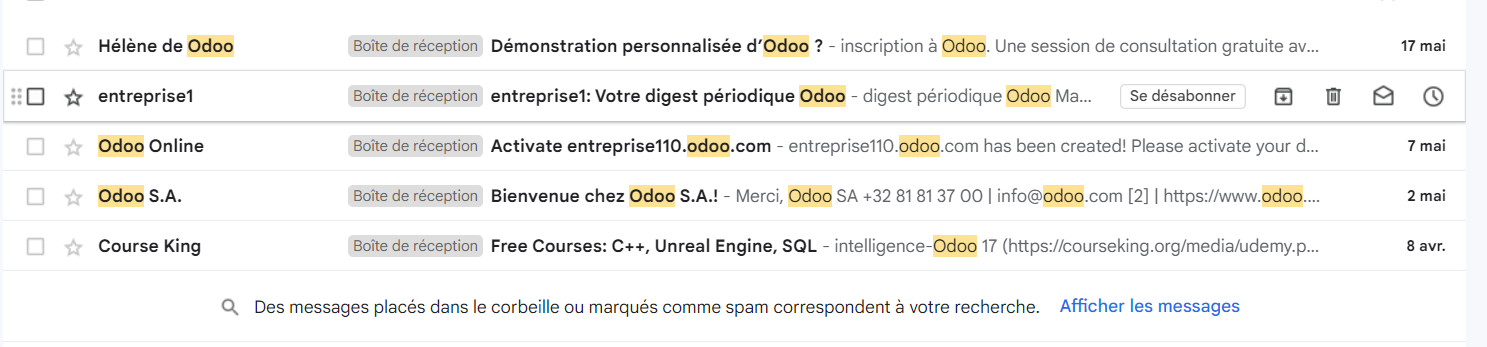 Hélène de Odoo Boîte de réception Démonstration personnalisée d’Odoo ? - inscription à Odoo. Une session de consultation gratuite av... 17 mai
entreprise1 Boîte de réception entreprise1: Votre digest périodique Odoo - digest périodique Odoo Ma... Se désabonner
Odoo Online Boîte de réception Activate entreprise110.odoo.com - entreprise110.odoo.com has been created! Please activate your d... 7 mai
Odoo S.A. Boîte de réception Bienvenue chez Odoo S.A.! - Merci, Odoo SA +32 81 81 37 00 | info@odoo.com [2] | https://www.odoo.... 2 mai
Course King Boîte de réception Free Courses: C++, Unreal Engine, SQL - intelligence-Odoo 17 (https://courseking.org/media/udemy.p... 8 avr.
Des messages placés dans le corbeille ou marqués comme spam correspondent à votre recherche. Afficher les messages